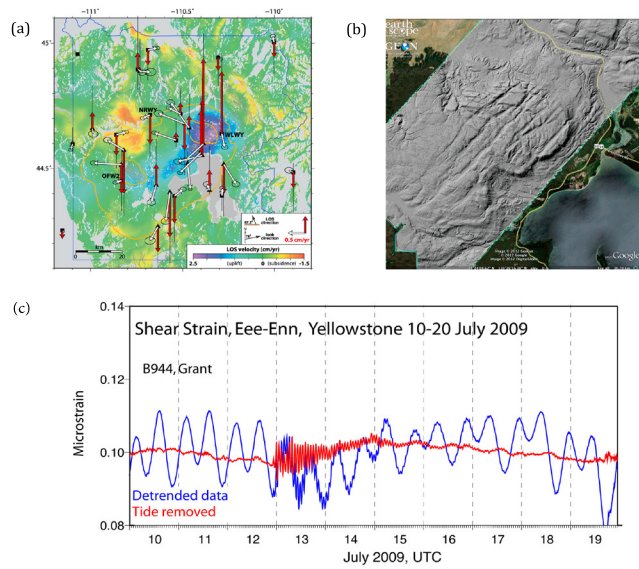 (a)
-111°
-110.5°
-110°
45°
NRWY
WLWY
44.5°
OFW2
km
LOS direction
look direction
0.5 cm/yr
LOS velocity (cm/yr)
2.5
(uplift)
0
(subsidence)
-1.5
(b)
earth scope
GEON
(c)
Shear Strain, Eee-Enn, Yellowstone 10-20 July 2009
B944, Grant
Microstrain
0.14
0.12
0.10
0.08
Detrended data
Tide removed
10 11 12 13 14 15 16 17 18 19
July 2009, UTC